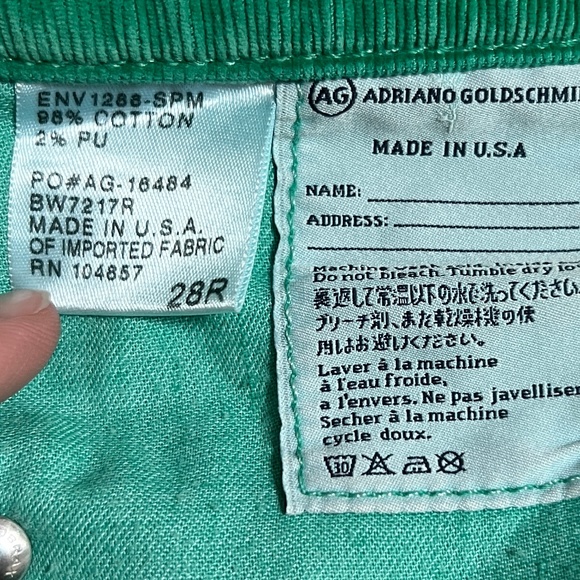 ENV1288-SPM
98% COTTON
2% PU
PO#AG-16484
BW7217R
MADE IN U.S.A.
OF IMPORTED FABRIC
RN 104857
28R
AG ADRIANO GOLDSCHMI
MADE IN U.S.A
NAME:
ADDRESS:
Do not bleach. Tumble dry lo
裏返して常温以下の水で洗ってください
ブリーチ剤、また乾燥機の使
用はお避けください。
Laver à la machine
à l'eau froide,
a l'envers. Ne pas javelliser
Secher à la machine
cycle doux.
30